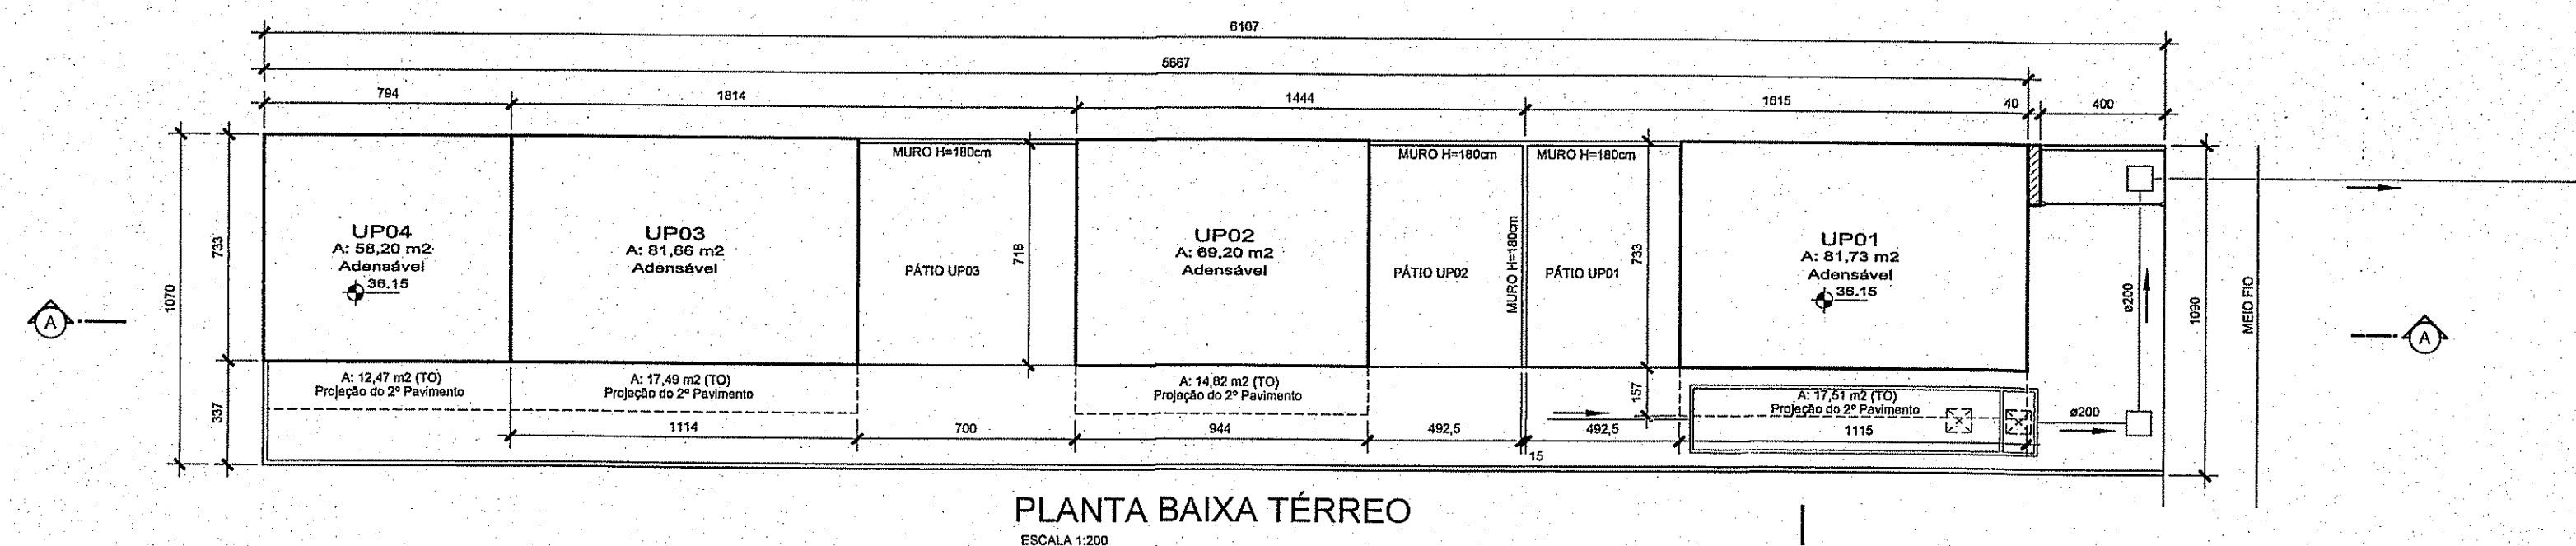 6107
5667
794
1814
1444
1615
40
400
MURO H=180cm
MURO H=180cm
MURO H=180cm
UP04
A: 58,20 m2
Adensável
36.15
UP03
A: 81,66 m2
Adensável
PÁTIO UP03
718
UP02
A: 69,20 m2
Adensável
PÁTIO UP02
MURO H=180cm
PÁTIO UP01
733
UP01
A: 81,73 m2
Adensável
36.15
1070
733
337
A
ø200
1090
MEIO FIO
A
A: 12,47 m2 (TO)
Projeção do 2º Pavimento
A: 17,49 m2 (TO)
Projeção do 2º Pavimento
A: 14,82 m2 (TO)
Projeção do 2º Pavimento
157
A: 17,51 m2 (TO)
Projeção do 2º Pavimento
ø200
1114
700
944
492,5
492,5
1115
15
PLANTA BAIXA TÉRREO
ESCALA 1:200